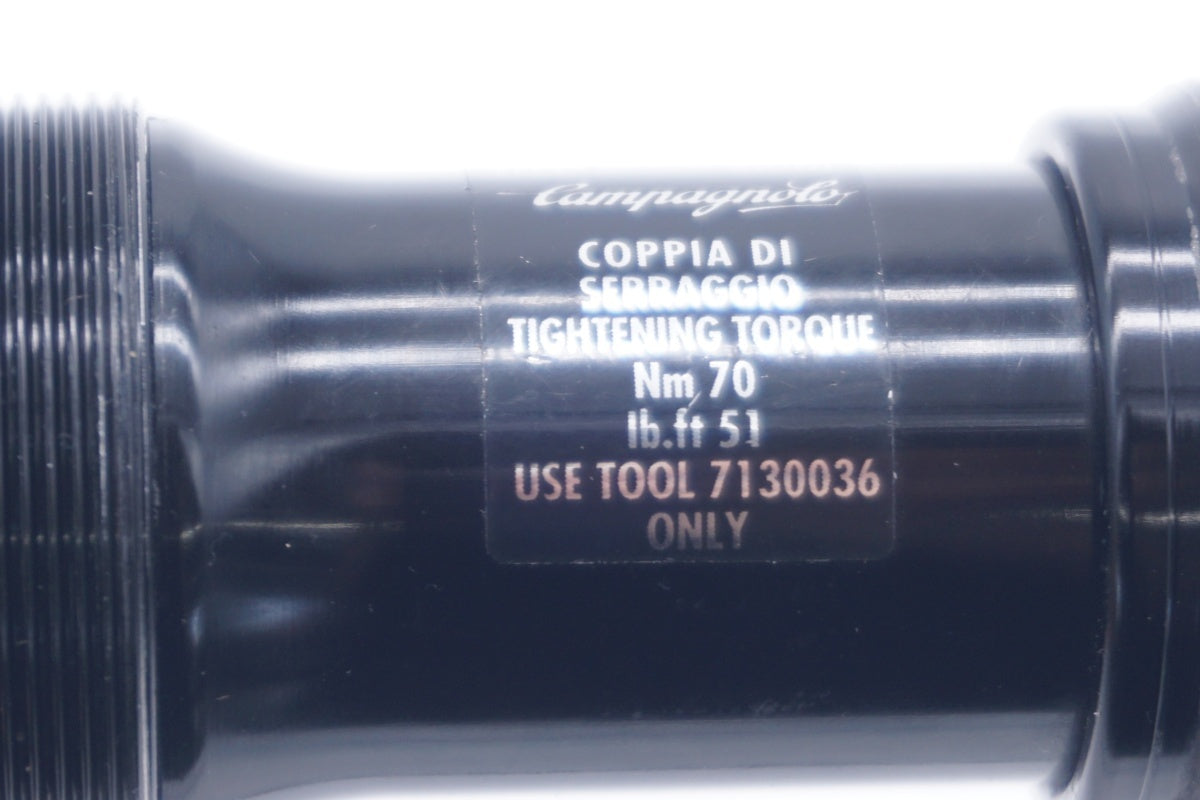 Campagnolo
COPPIA DI
SERRAGGIO
TIGHTENING TORQUE
Nm 70
lb.ft 51
USE TOOL 7130036
ONLY